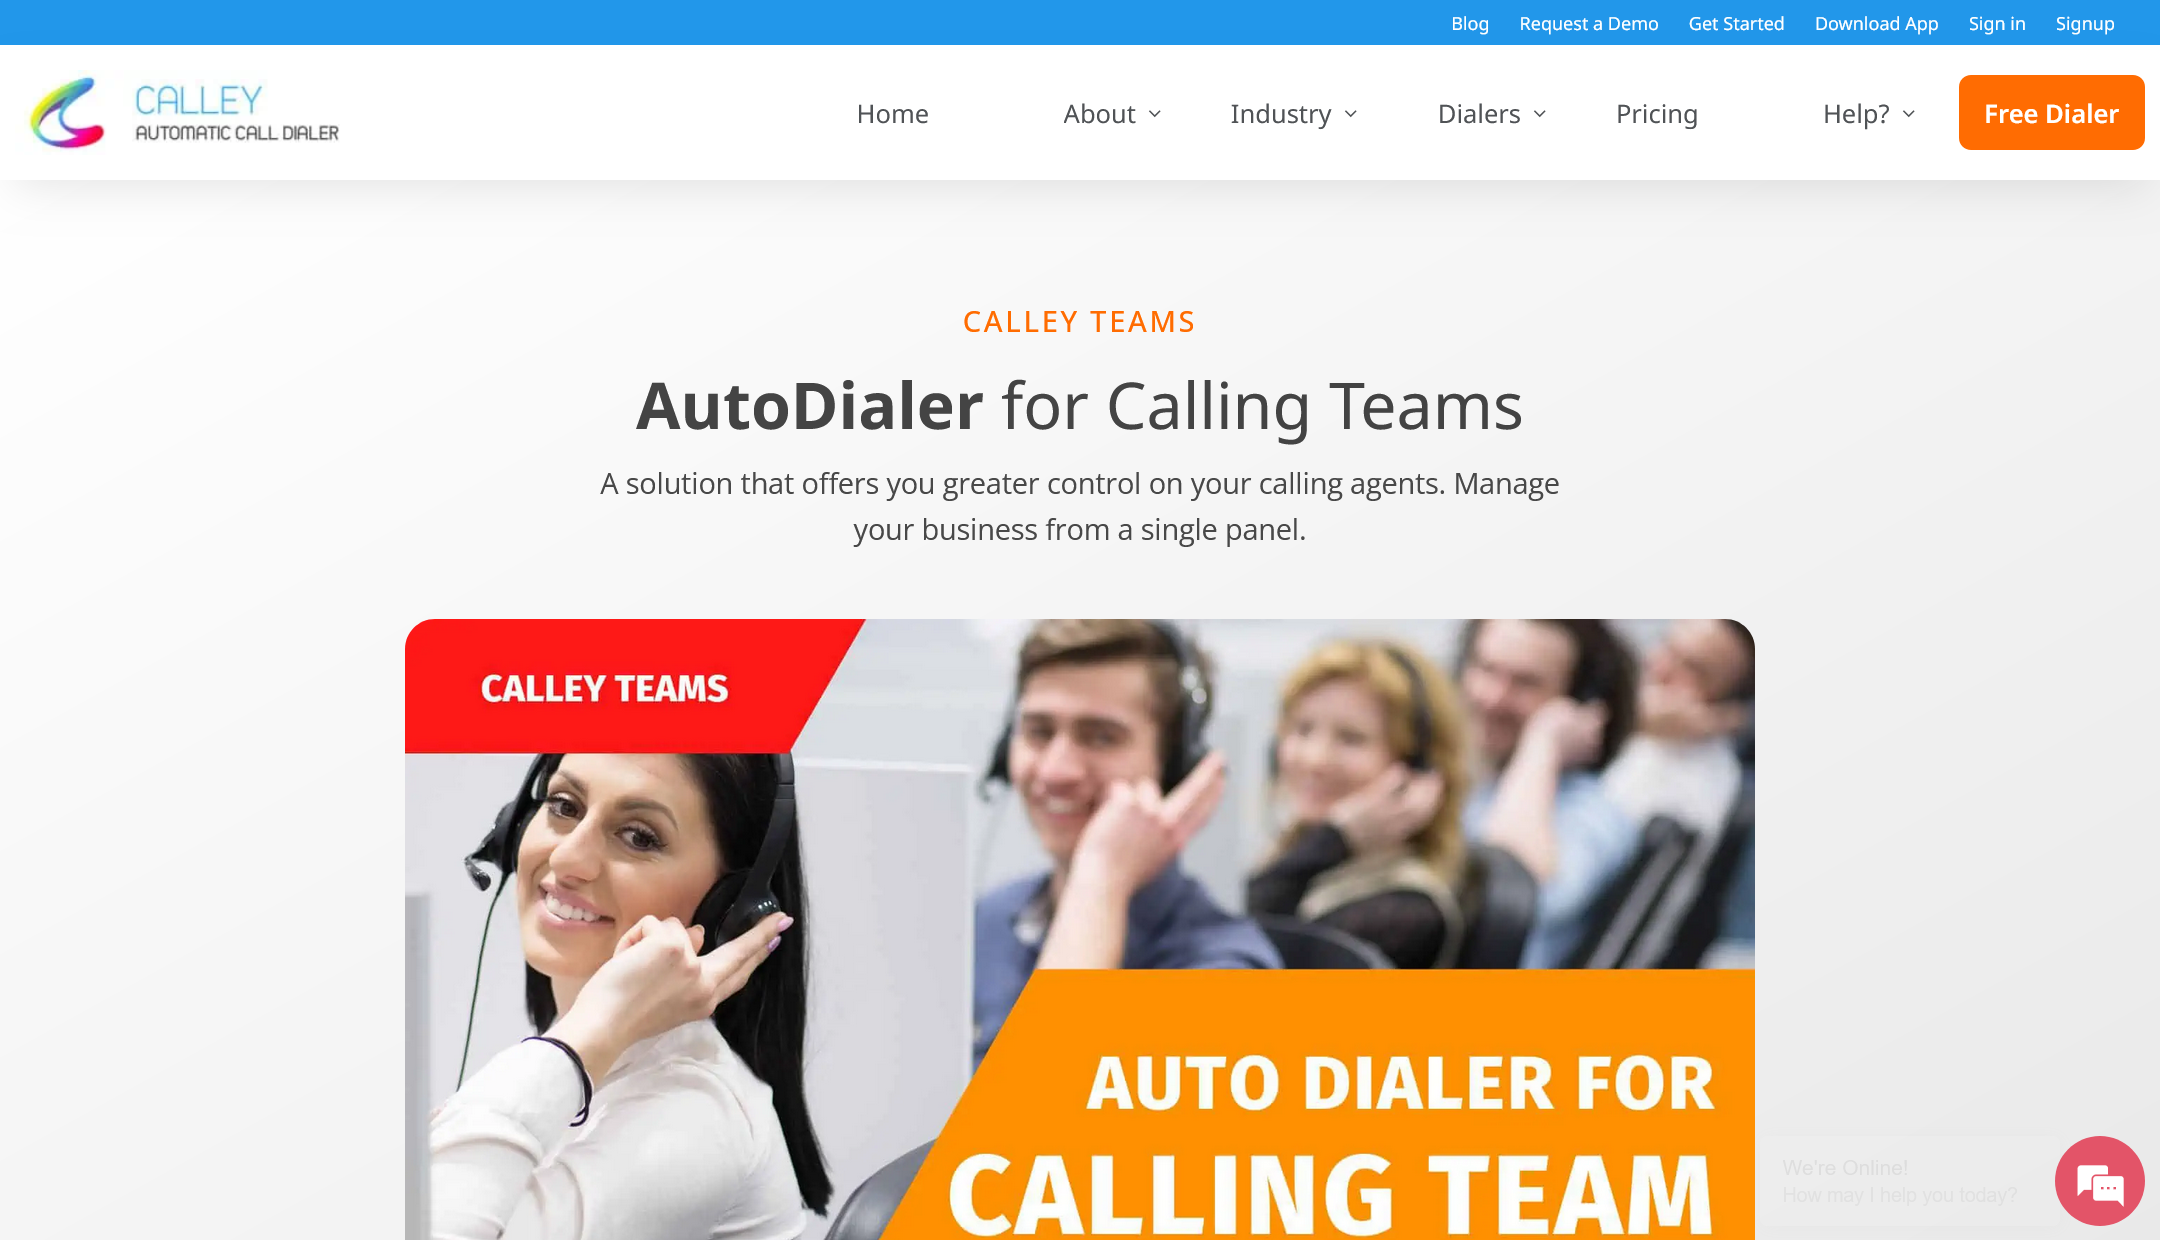 Blog Request a Demo Get Started Download App Sign in Signup
CALLEY
AUTOMATIC CALL DIALER
Home About Industry Dialers Pricing Help? Free Dialer
CALLEY TEAMS
AutoDialer for Calling Teams
A solution that offers you greater control on your calling agents. Manage
your business from a single panel.
CALLEY TEAMS
AUTO DIALER FOR
CALLING TEAM
We're Online!
How may I help you today?